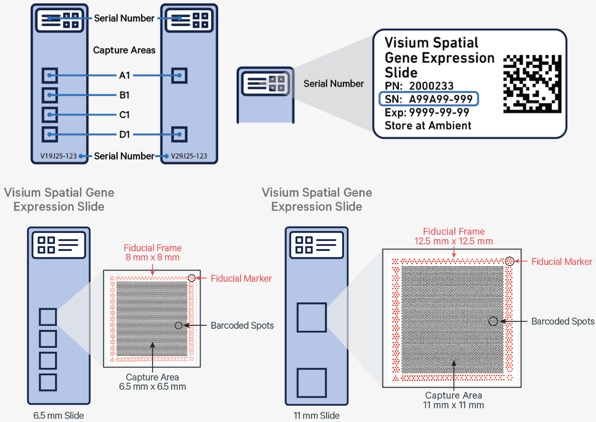 Serial Number
Capture Areas
A1
B1
C1
D1
V19J25-123
Serial Number
V29J25-123
Serial Number
Visium Spatial
Gene Expression
Slide
PN: 2000233
SN: A99A99-999
Exp: 9999-99-99
Store at Ambient
Visium Spatial Gene
Expression Slide
Fiducial Frame
8 mm x 8 mm
Fiducial Marker
Barcoded Spots
Capture Area
6.5 mm x 6.5 mm
6.5 mm Slide
Visium Spatial Gene
Expression Slide
Fiducial Frame
12.5 mm x 12.5 mm
Fiducial Marker
Barcoded Spots
Capture Area
11 mm x 11 mm
11 mm Slide